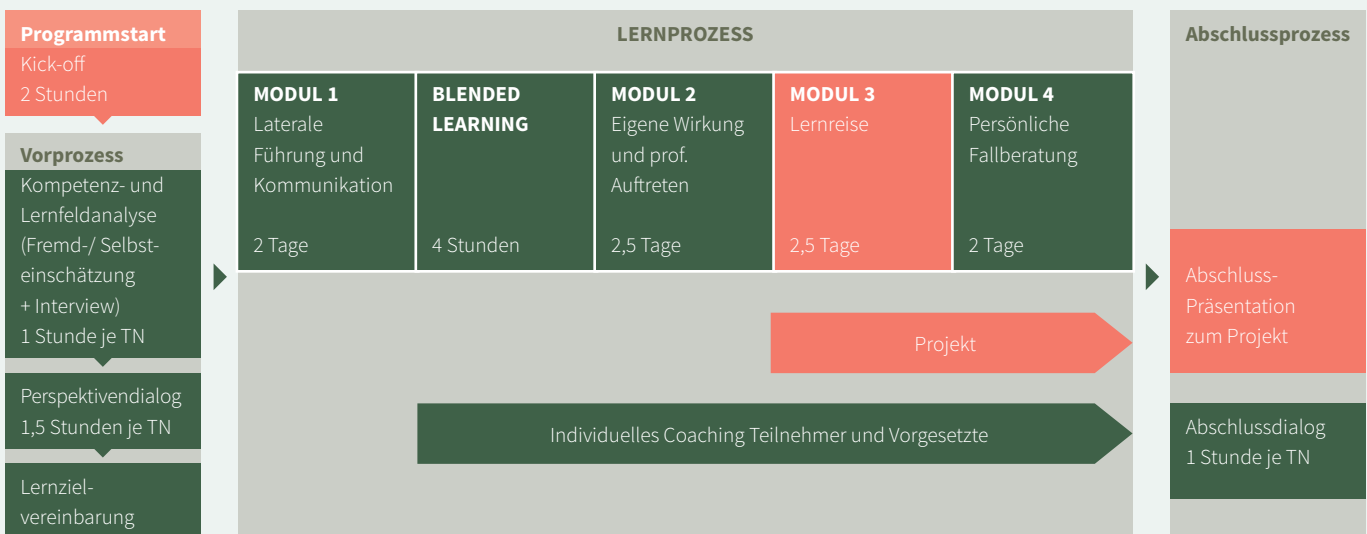 Programmstart
Kick-off
2 Stunden
Vorprozess
Kompetenz- und
Lernfeldanalyse
(Fremd-/ Selbst-
einschätzung
+ Interview)
1 Stunde je TN
Perspektivendialog
1,5 Stunden je TN
Lernziel-
vereinbarung
LERNPROZESS
MODUL 1
Laterale
Führung und
Kommunikation
2 Tage
BLENDED
LEARNING
4 Stunden
MODUL 2
Eigene Wirkung
und prof.
Auftreten
2,5 Tage
MODUL 3
Lernreise
2,5 Tage
MODUL 4
Persönliche
Fallberatung
2 Tage
Projekt
Individuelles Coaching Teilnehmer und Vorgesetzte
Abschlussprozess
Abschluss-
Präsentation
zum Projekt
Abschlussdialog
1 Stunde je TN